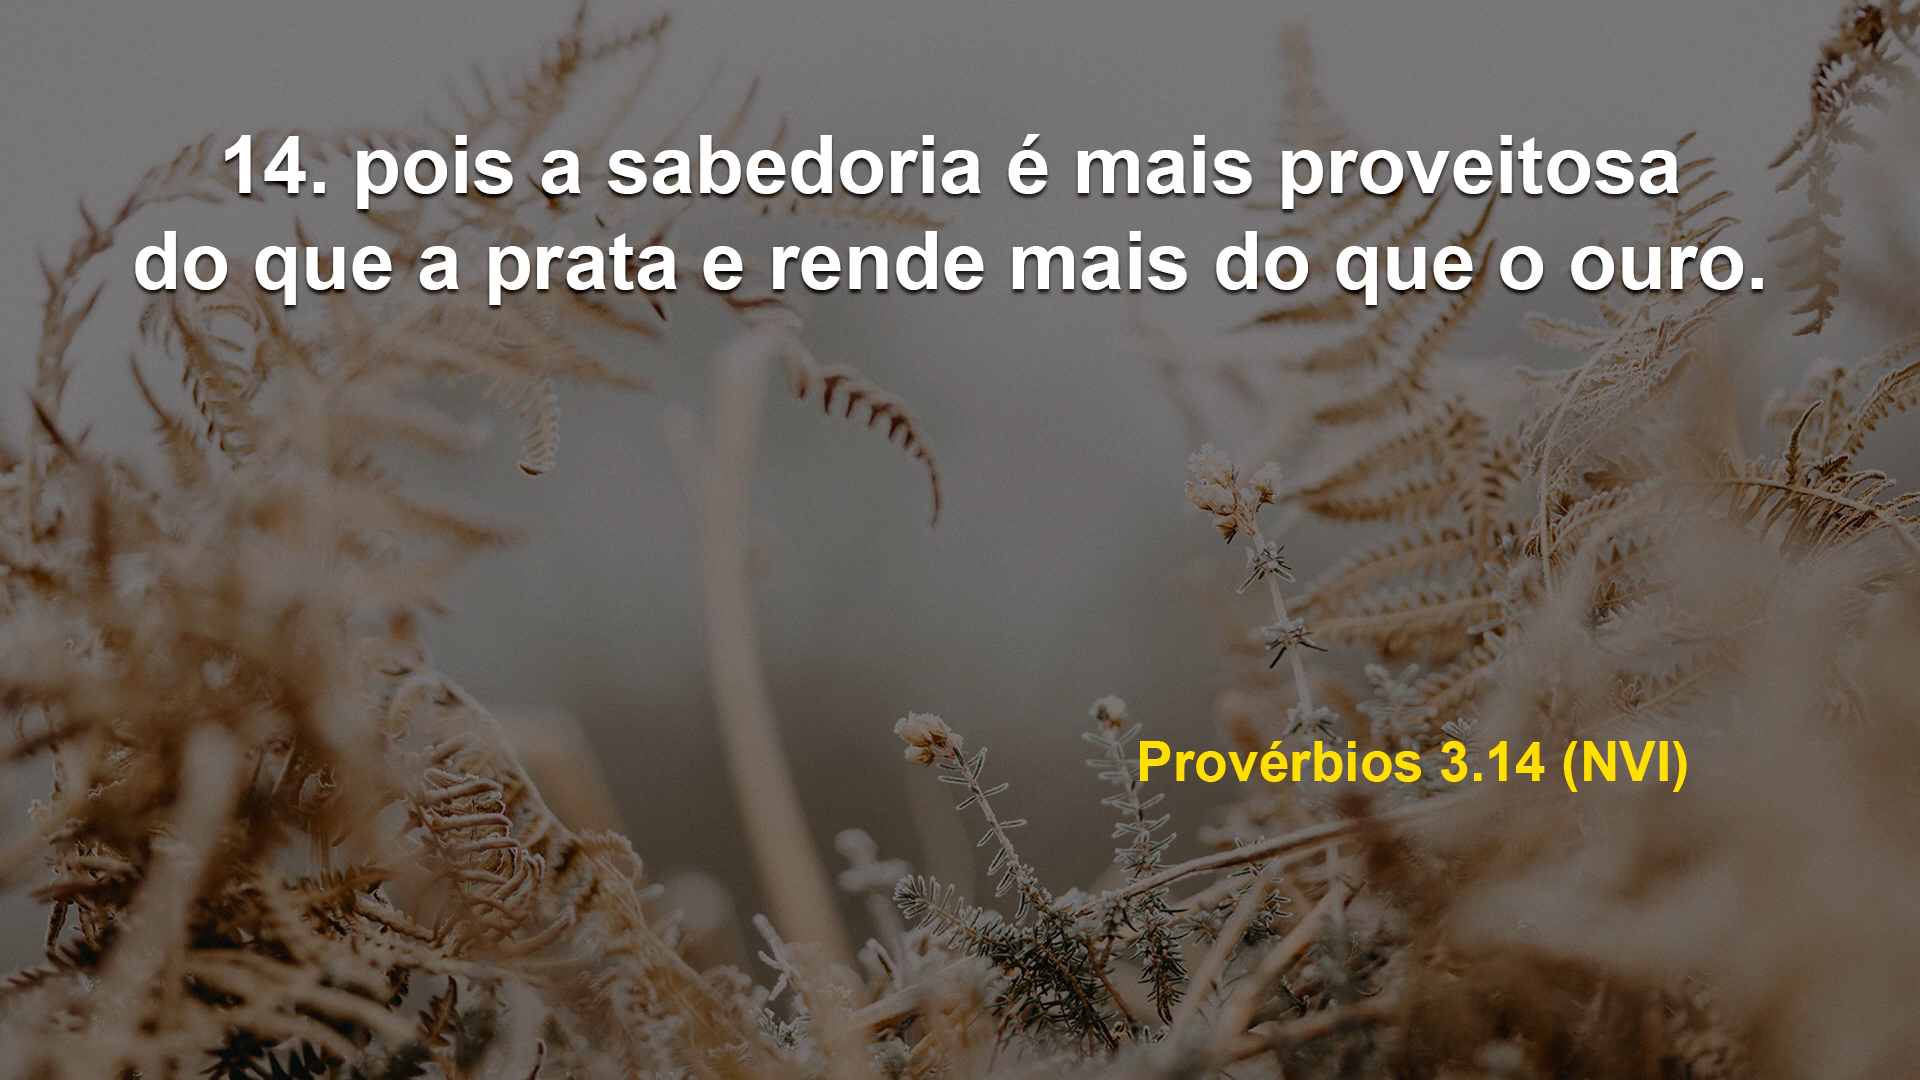 14. pois a sabedoria é mais proveitosa
do que a prata e rende mais do que o ouro.
Provérbios 3.14 (NVI)